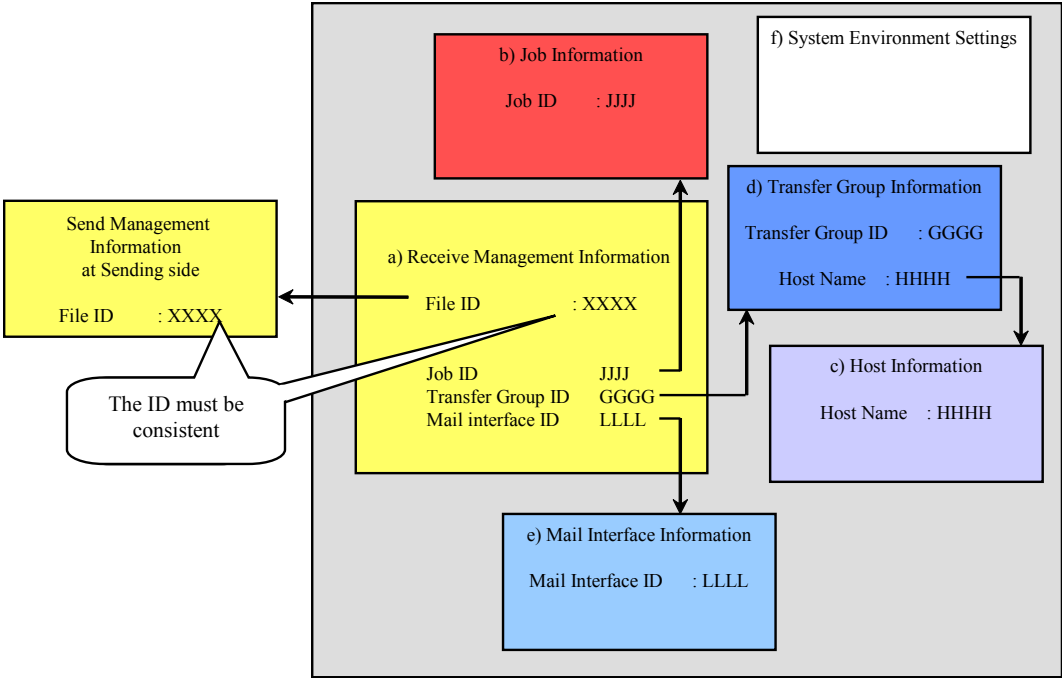 b) Job Information
Job ID : JJJJ
f) System Environment Settings
d) Transfer Group Information
Transfer Group ID : GGGG
Host Name : HHHH
Send Management
Information
at Sending side
File ID : XXXX
a) Receive Management Information
File ID : XXXX
Job ID JJJJ
Transfer Group ID GGGG
Mail interface ID LLLL
The ID must be
consistent
c) Host Information
Host Name : HHHH
e) Mail Interface Information
Mail Interface ID : LLLL